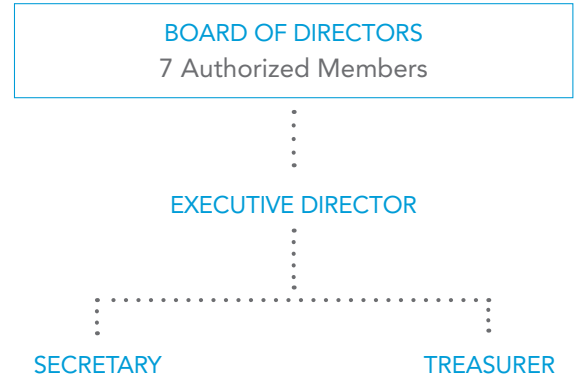 BOARD OF DIRECTORS
7 Authorized Members
EXECUTIVE DIRECTOR
SECRETARY
TREASURER